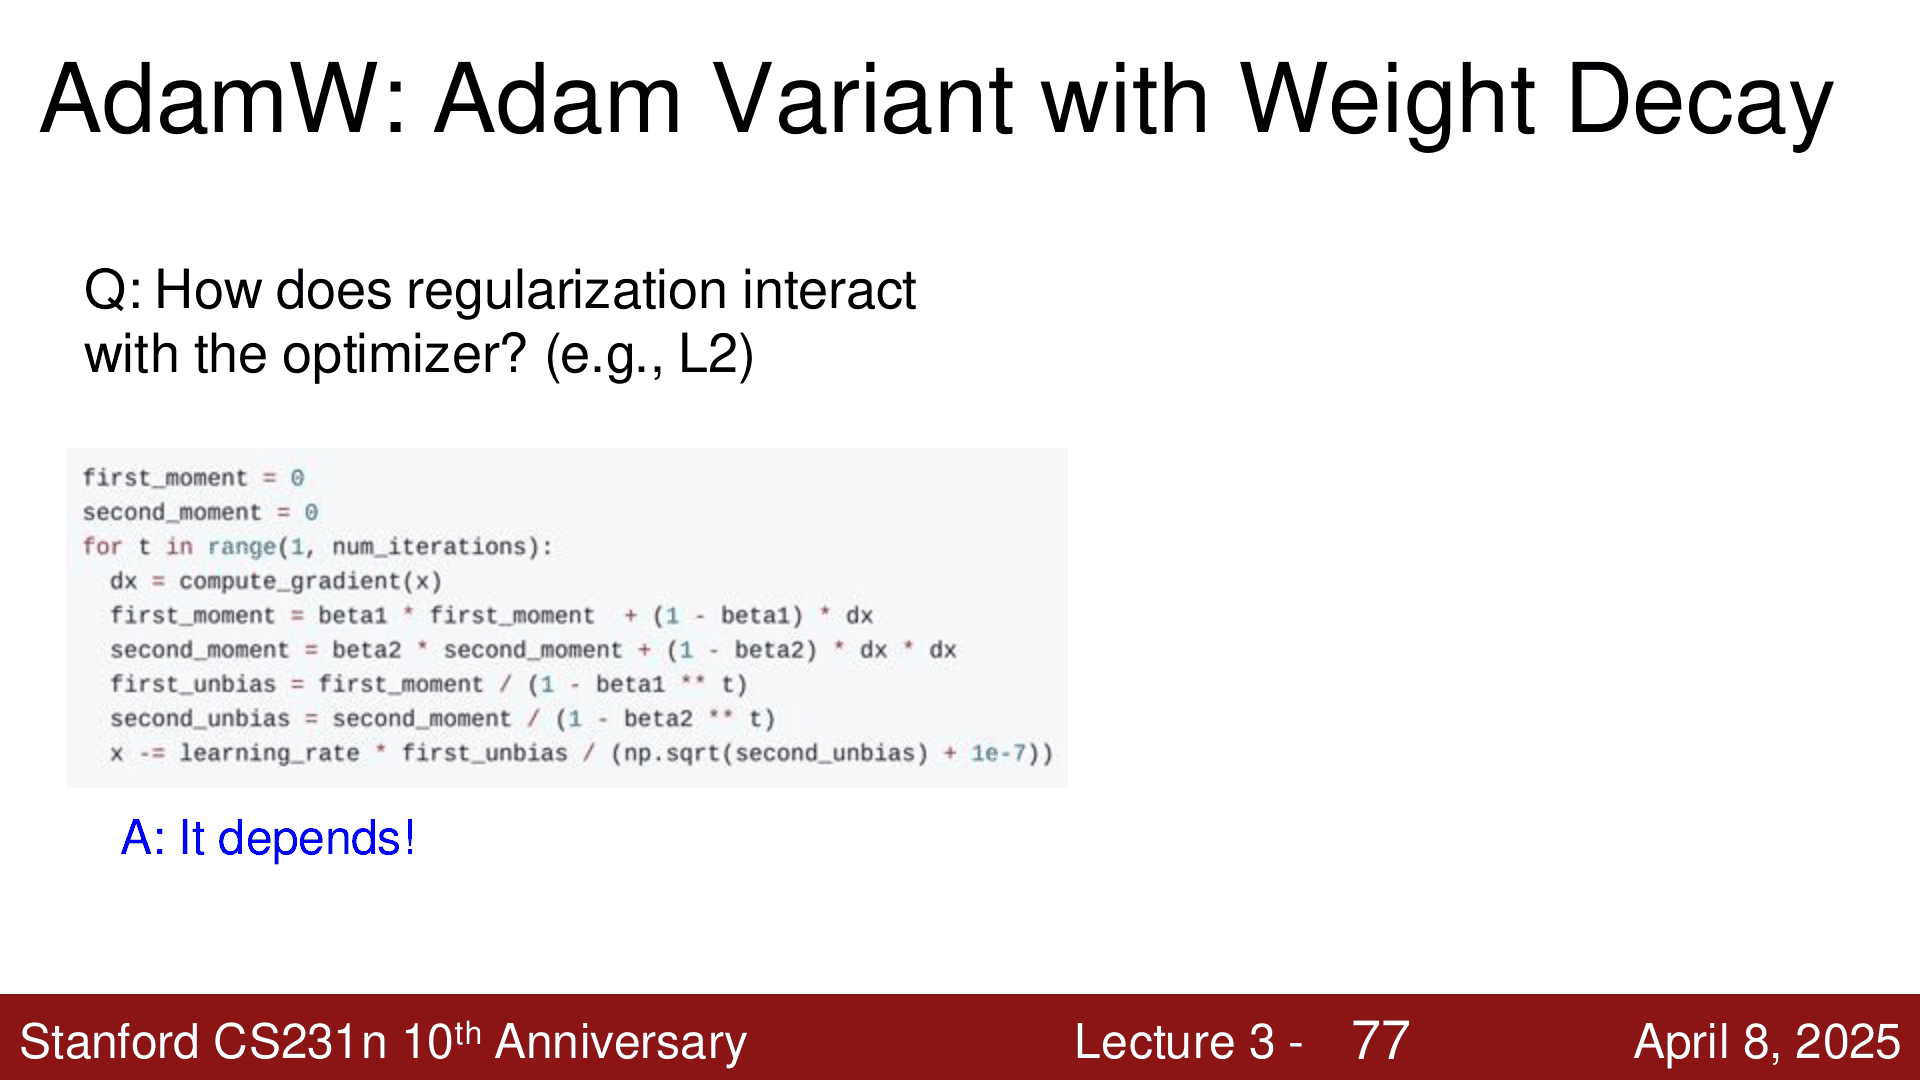 AdamW: Adam Variant with Weight Decay
Q: How does regularization interact
with the optimizer? (e.g., L2)
first_moment = 0
second_moment = 0
for t in range(1, num_iterations):
  dx = compute_gradient(x)
  first_moment = beta1 * first_moment  + (1 - beta1) * dx
  second_moment = beta2 * second_moment + (1 - beta2) * dx * dx
  first_unbias = first_moment / (1 - beta1 ** t)
  second_unbias = second_moment / (1 - beta2 ** t)
  x -= learning_rate * first_unbias / (np.sqrt(second_unbias) + 1e-7))
A: It depends!
Stanford CS231n 10th Anniversary Lecture 3 - 77 April 8, 2025